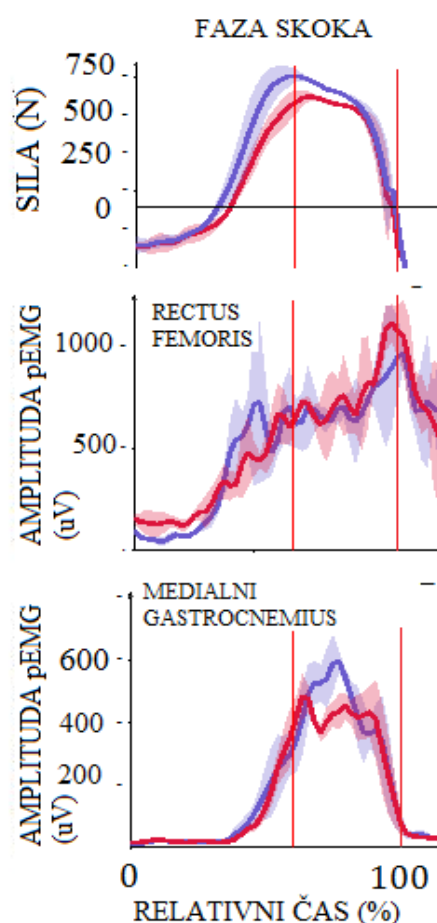 FAZA SKOKA
SILA (N)
750
500
250
0
AMPLITUDA pEMG
(uV)
RECTUS
FEMORIS
1000
500
AMPLITUDA pEMG
(uV)
MEDIALNI
GASTROCNEMIUS
600
400
200
0
100
RELATIVNI ČAS (%)